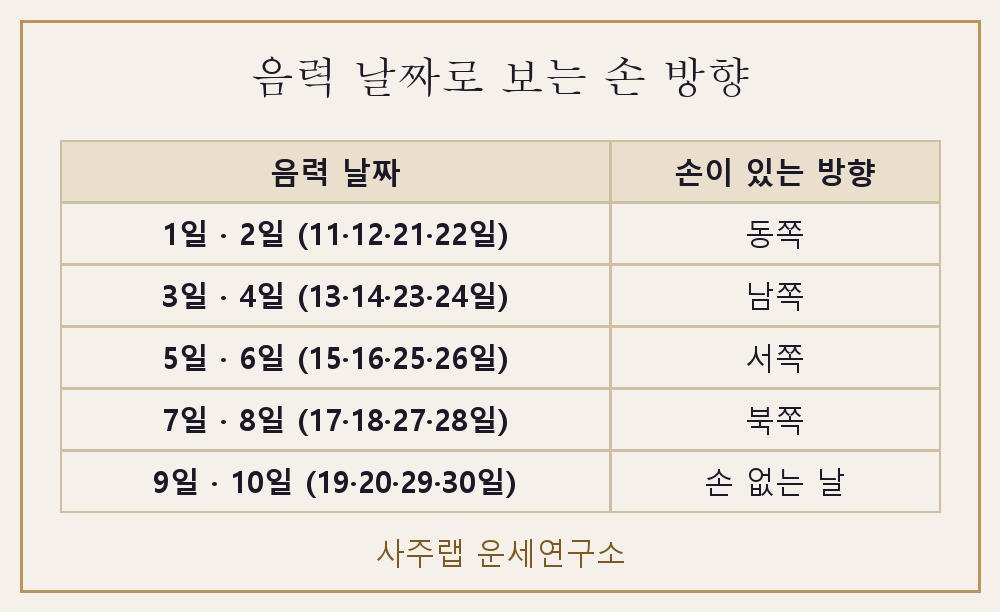 음력 날짜로 보는 손 방향
음력 날짜 손이 있는 방향
1일 · 2일 (11·12·21·22일) 동쪽
3일 · 4일 (13·14·23·24일) 남쪽
5일 · 6일 (15·16·25·26일) 서쪽
7일 · 8일 (17·18·27·28일) 북쪽
9일 · 10일 (19·20·29·30일) 손 없는 날
사주랩 운세연구소